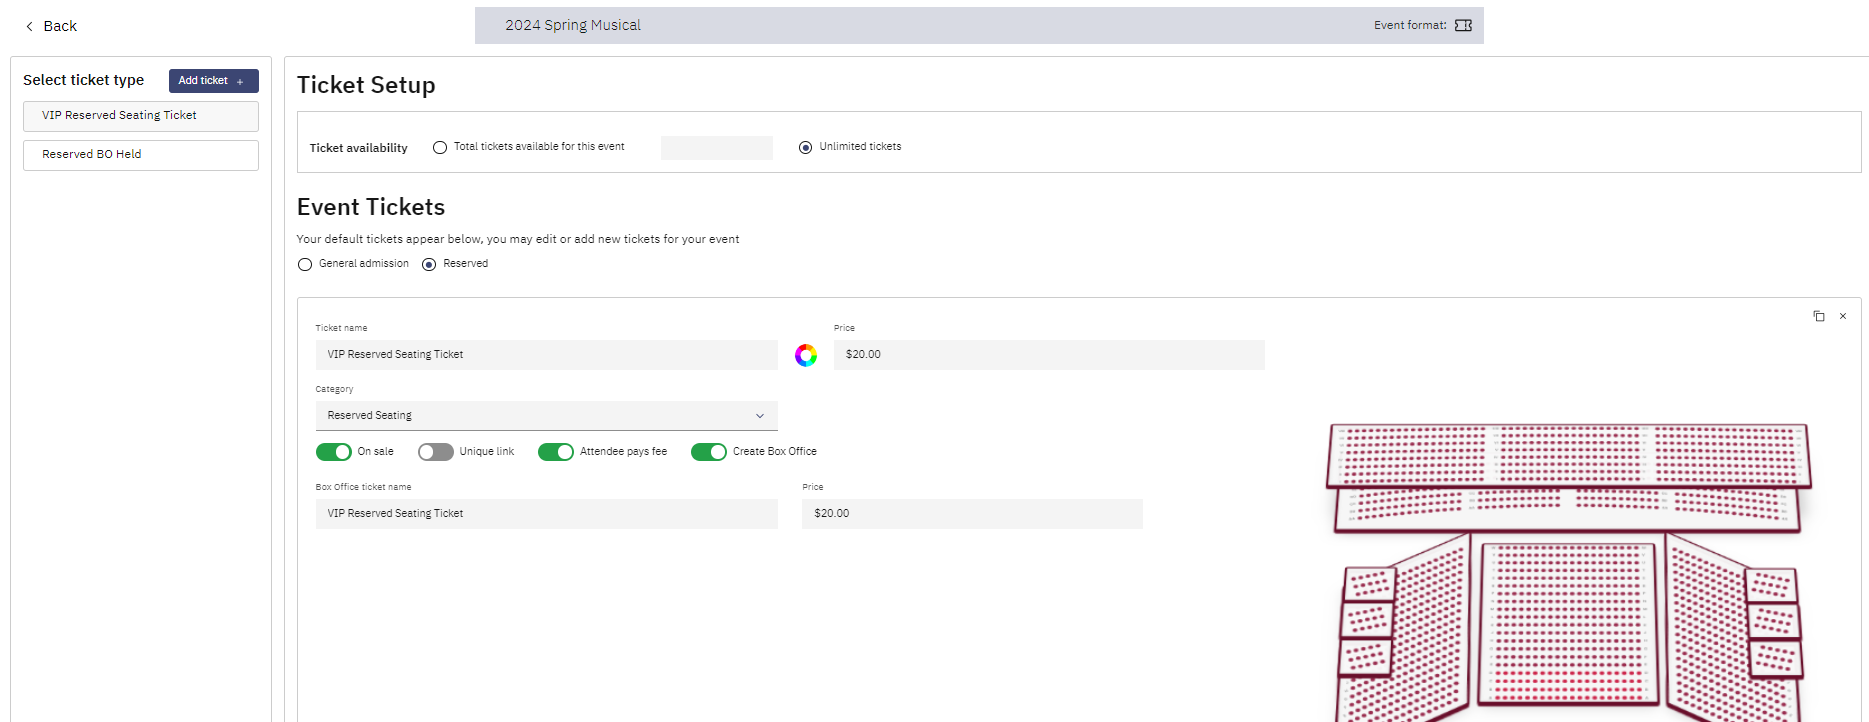 Back
2024 Spring Musical
Event format:
Select ticket type
Add ticket +
VIP Reserved Seating Ticket
Reserved BO Held
Ticket Setup
Ticket availability
Total tickets available for this event
Unlimited tickets
Event Tickets
Your default tickets appear below, you may edit or add new tickets for your event
General admission
Reserved
Ticket name
Price
VIP Reserved Seating Ticket
$20.00
Category
Reserved Seating
On sale
Unique link
Attendee pays fee
Create Box Office
Box Office ticket name
Price
VIP Reserved Seating Ticket
$20.00